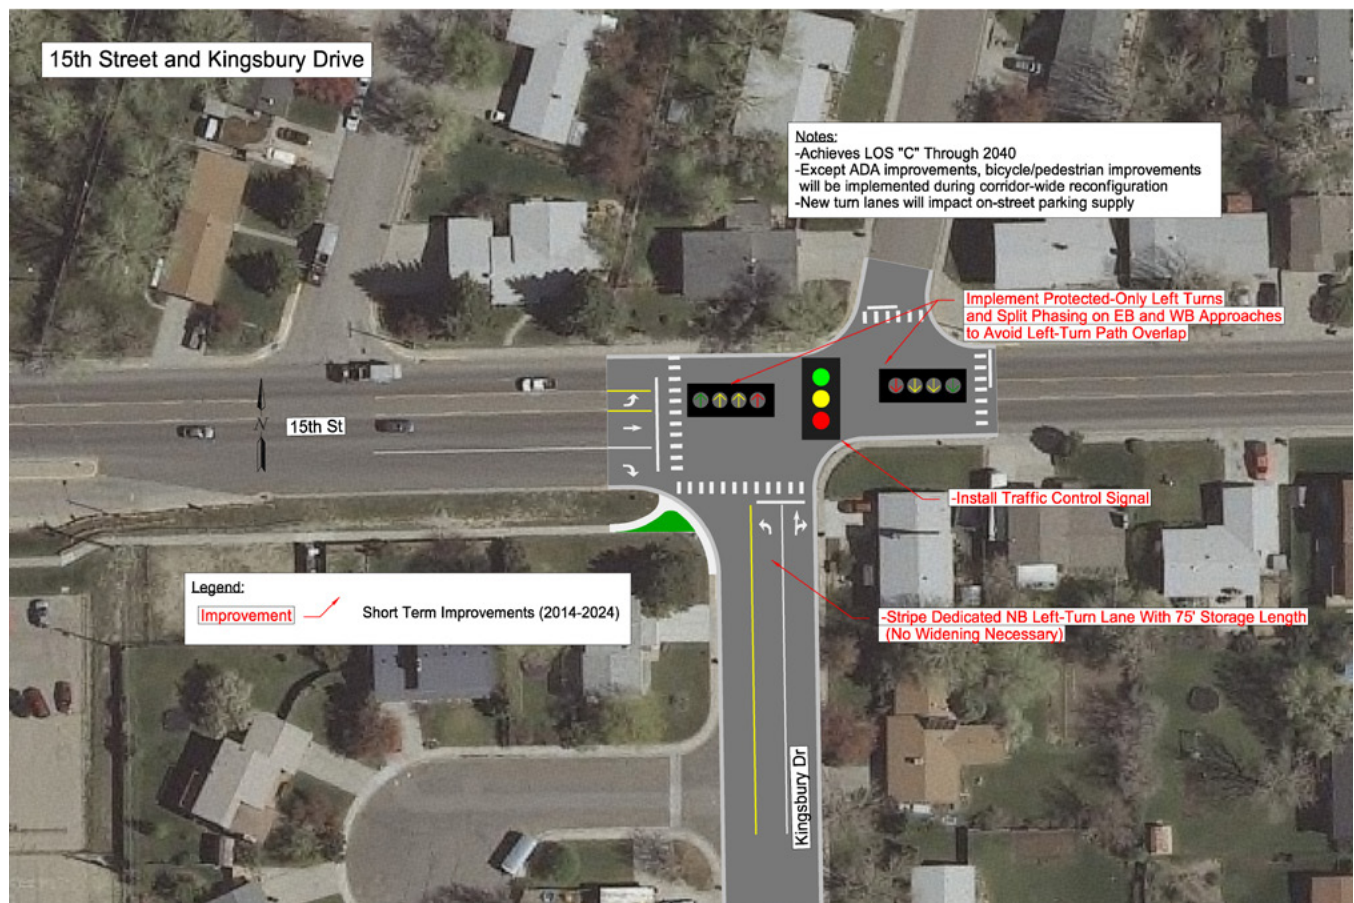 15th Street and Kingsbury Drive
Notes:
-Achieves LOS "C" Through 2040
-Except ADA improvements, bicycle/pedestrian improvements
will be implemented during corridor-wide reconfiguration
-New turn lanes will impact on-street parking supply
Implement Protected-Only Left Turns
and Split Phasing on EB and WB Approaches
to Avoid Left-Turn Path Overlap
N
15th St
-Install Traffic Control Signal
Legend:
Improvement
Short Term Improvements (2014-2024)
-Stripe Dedicated NB Left-Turn Lane With 75' Storage Length
(No Widening Necessary)
Kingsbury Dr